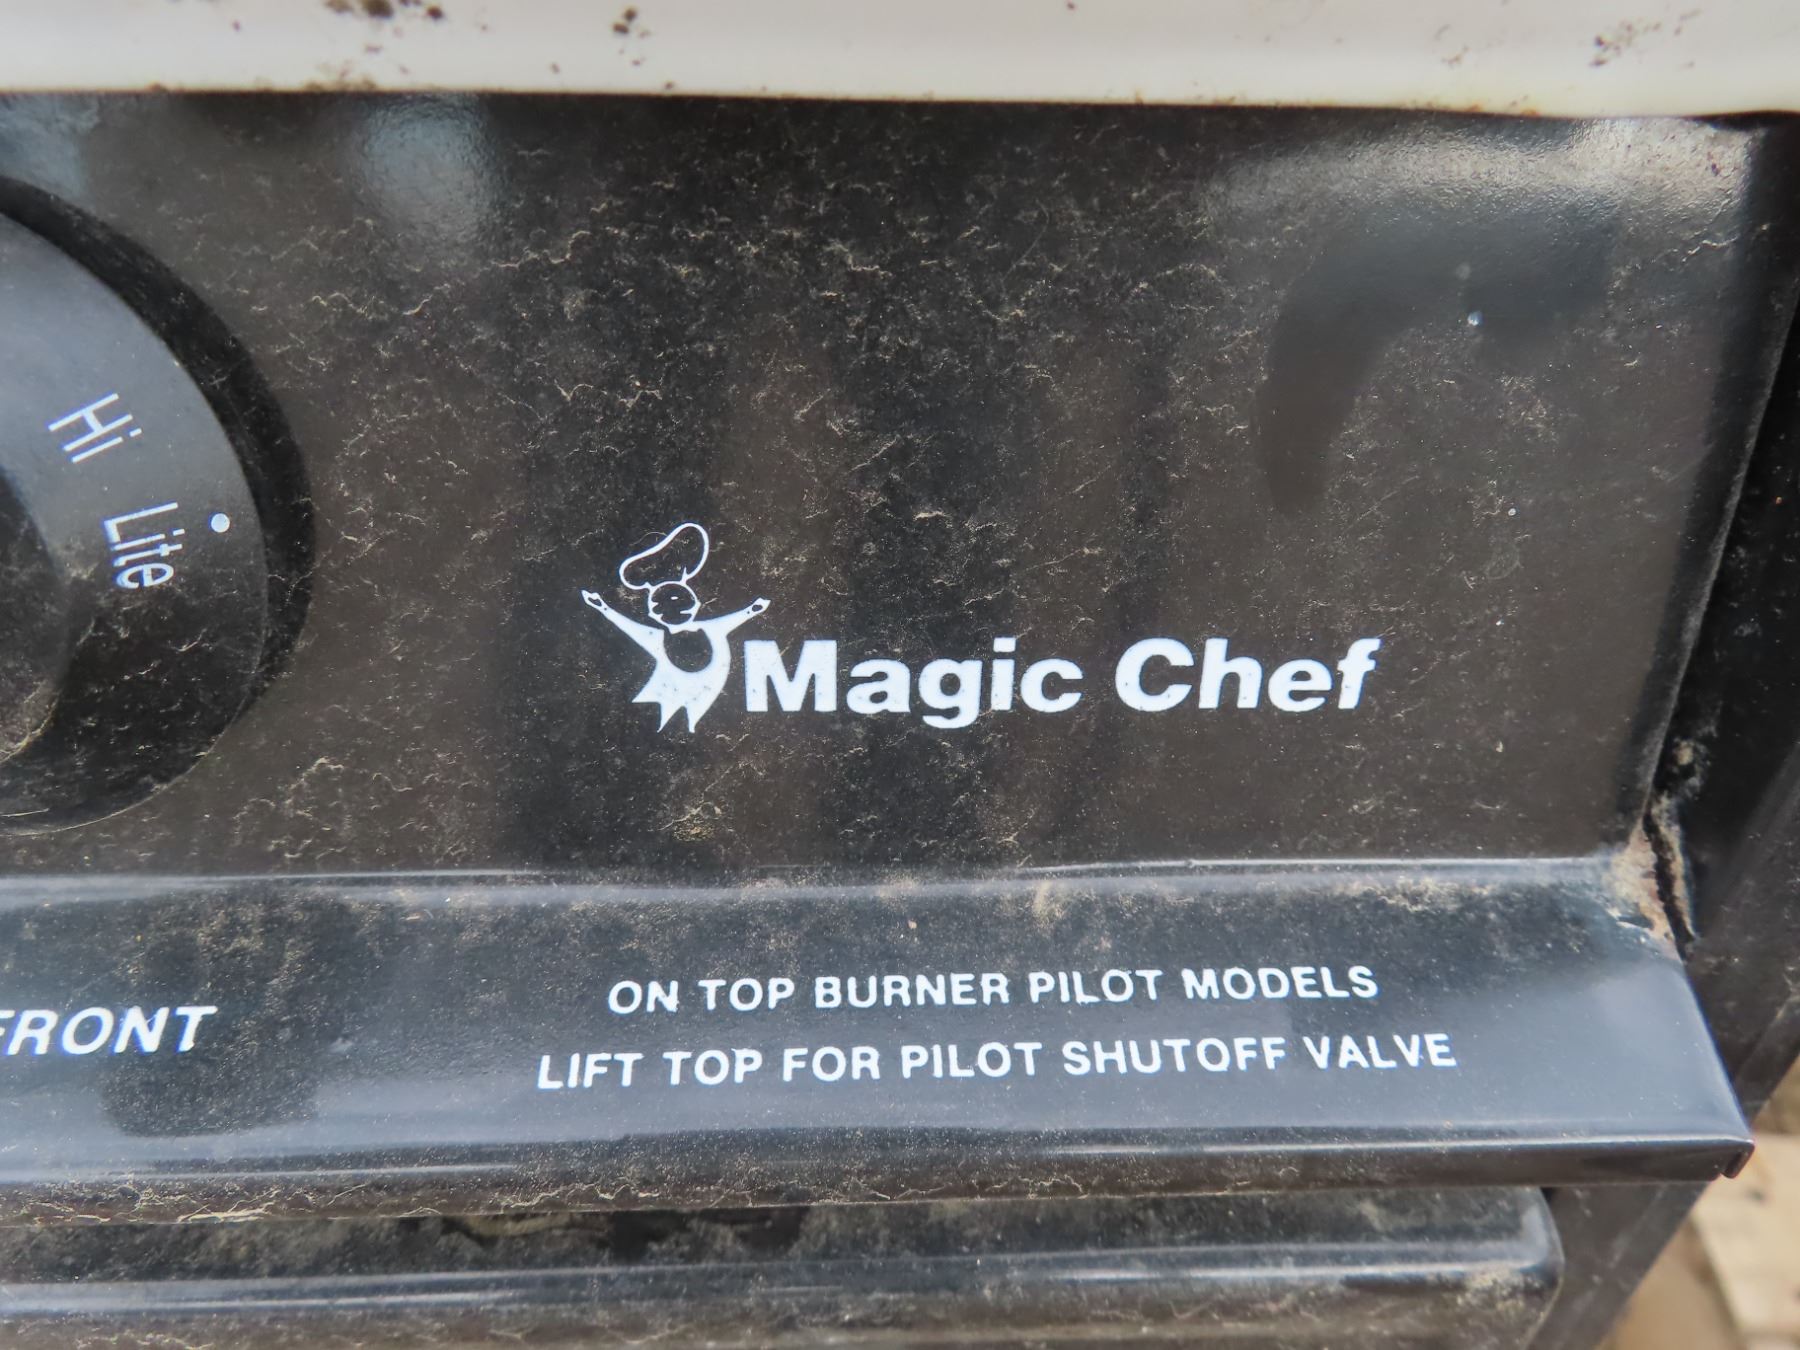 Hi
Lite
Magic Chef
FRONT
ON TOP BURNER PILOT MODELS
LIFT TOP FOR PILOT SHUTOFF VALVE